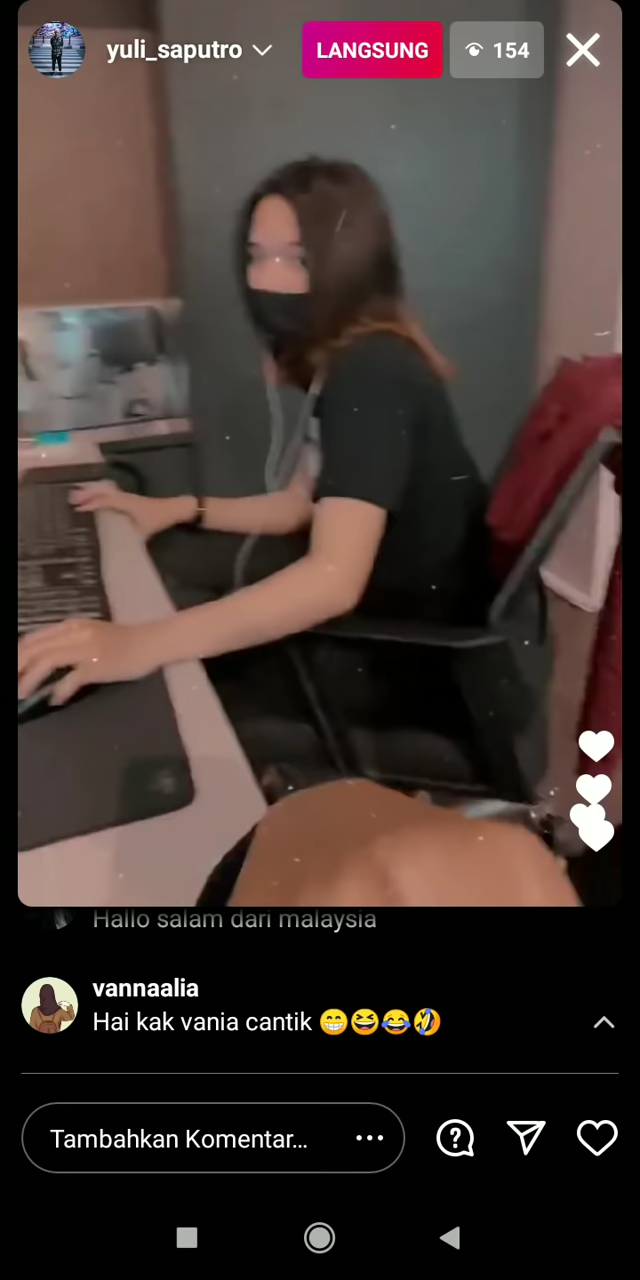 yuli_saputro
LANGSUNG
154
Hallo salam dari malaysia
vannaalia
Hai kak vania cantik 😁😆😂🤣
Tambahkan Komentar...